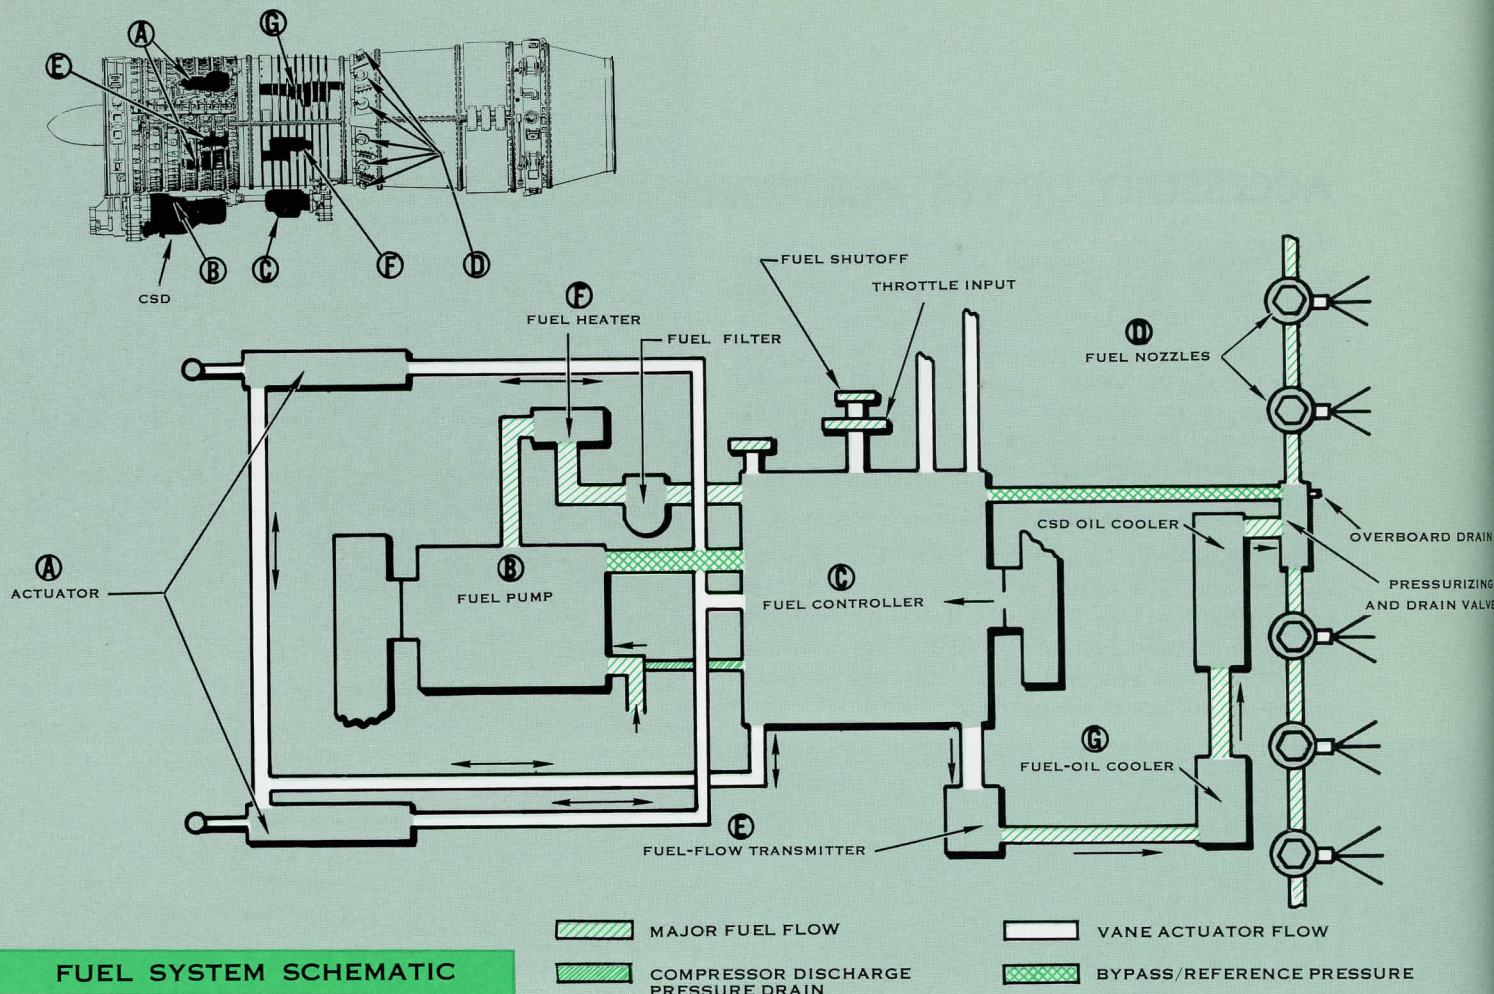 A
G
E
B
C
F
D
CSD
FUEL SHUTOFF
THROTTLE INPUT
F
FUEL HEATER
FUEL FILTER
D
FUEL NOZZLES
CSD OIL COOLER
OVERBOARD DRAIN
A
ACTUATOR
B
FUEL PUMP
C
FUEL CONTROLLER
PRESSURIZING
AND DRAIN VALVE
G
FUEL-OIL COOLER
E
FUEL-FLOW TRANSMITTER
MAJOR FUEL FLOW
VANE ACTUATOR FLOW
COMPRESSOR DISCHARGE
PRESSURE DRAIN
BYPASS/REFERENCE PRESSURE
FUEL SYSTEM SCHEMATIC